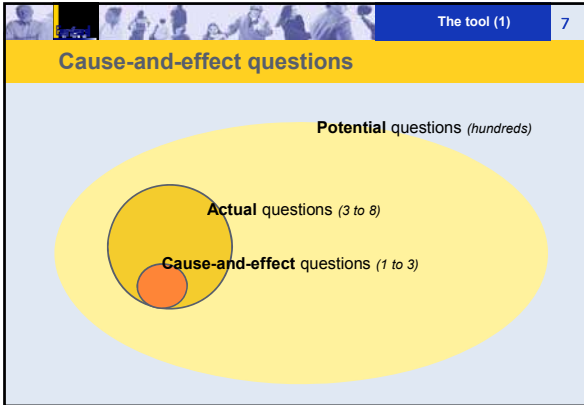 The tool (1)
7
Cause-and-effect questions
Potential questions (hundreds)
Actual questions (3 to 8)
Cause-and-effect questions (1 to 3)